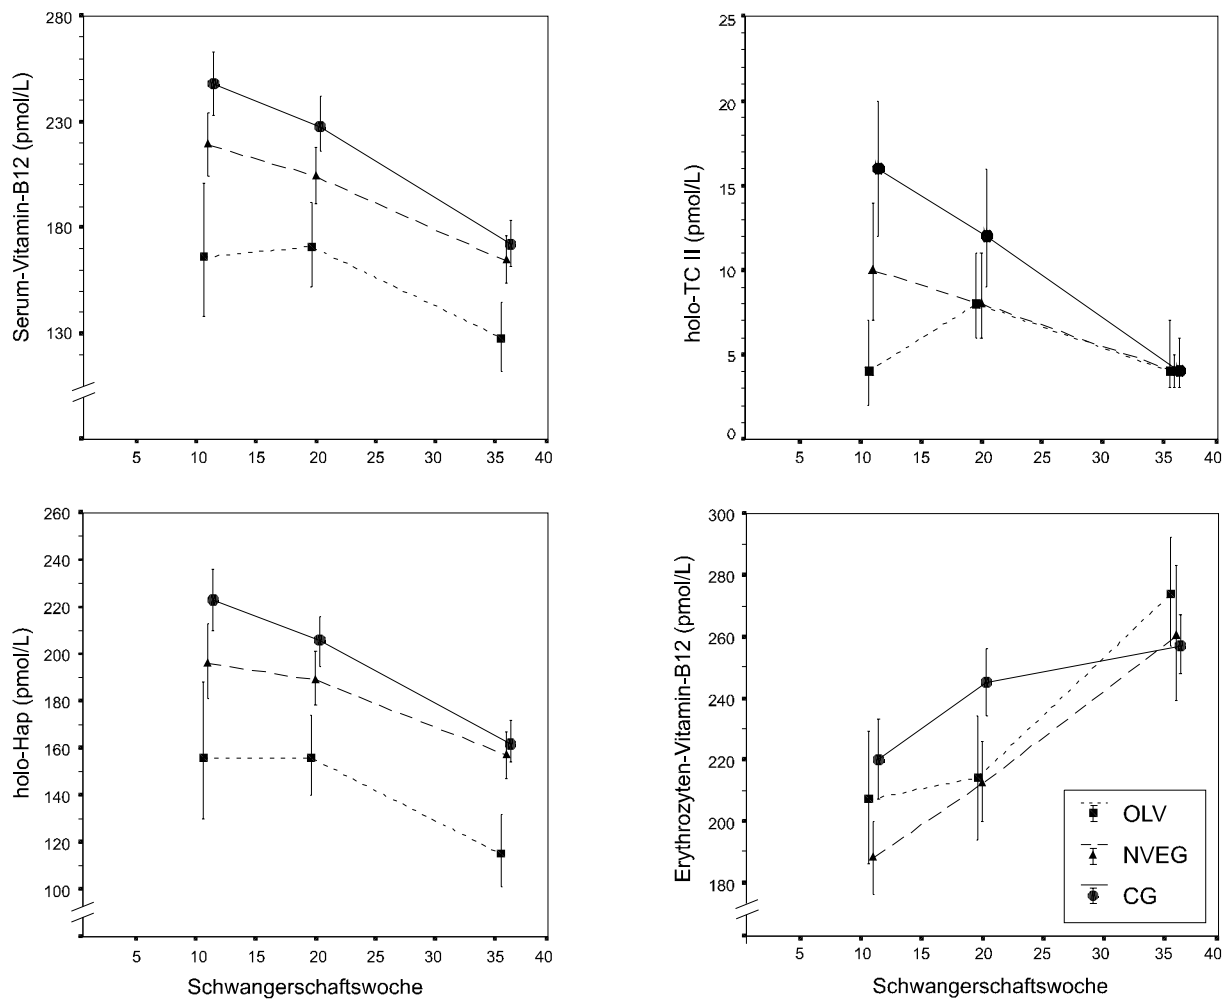 Serum-Vitamin-B12 (pmol/L)
280
230
180
130
5 10 15 20 25 30 35 40
holo-TC II (pmol/L)
25
20
15
10
5
0
5 10 15 20 25 30 35 40
holo-Hap (pmol/L)
260
240
220
200
180
160
140
120
100
5 10 15 20 25 30 35 40
Schwangerschaftswoche
Erythrozyten-Vitamin-B12 (pmol/L)
300
280
260
240
220
200
180
OLV
NVEG
CG
5 10 15 20 25 30 35 40
Schwangerschaftswoche